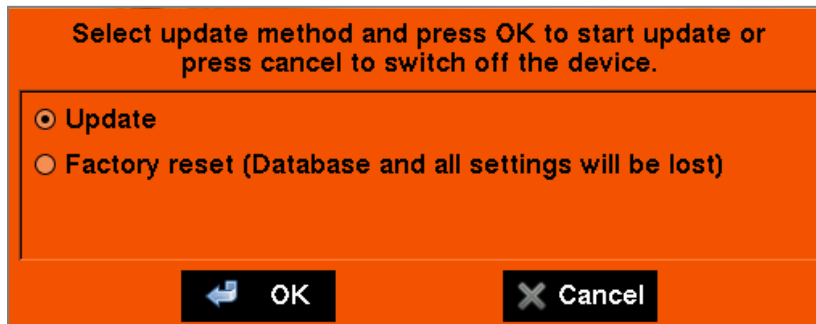 Select update method and press OK to start update or
press cancel to switch off the device.
Update
Factory reset (Database and all settings will be lost)
OK
Cancel